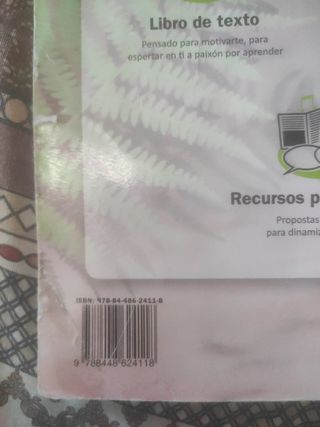 Libro de texto
Pensado para motivarte, para
espertar en ti a paixón por aprender
Recursos p
Propostas
para dinamiz
ISBN: 978-84-486-2411-8
9 788448 624118